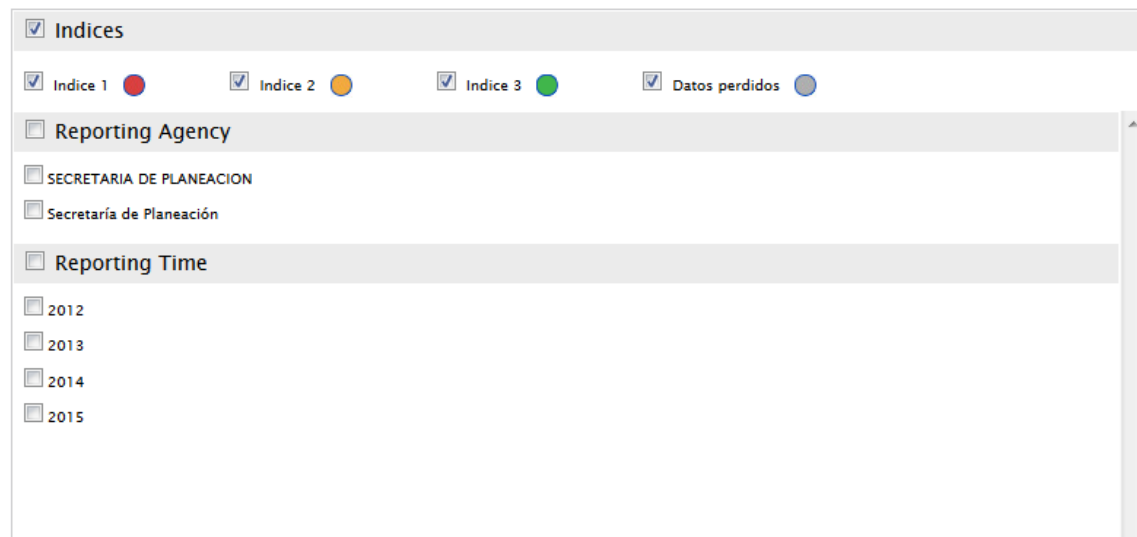 Indices
Indice 1 Indice 2 Indice 3 Datos perdidos
Reporting Agency
SECRETARIA DE PLANEACION
Secretaría de Planeación
Reporting Time
2012
2013
2014
2015